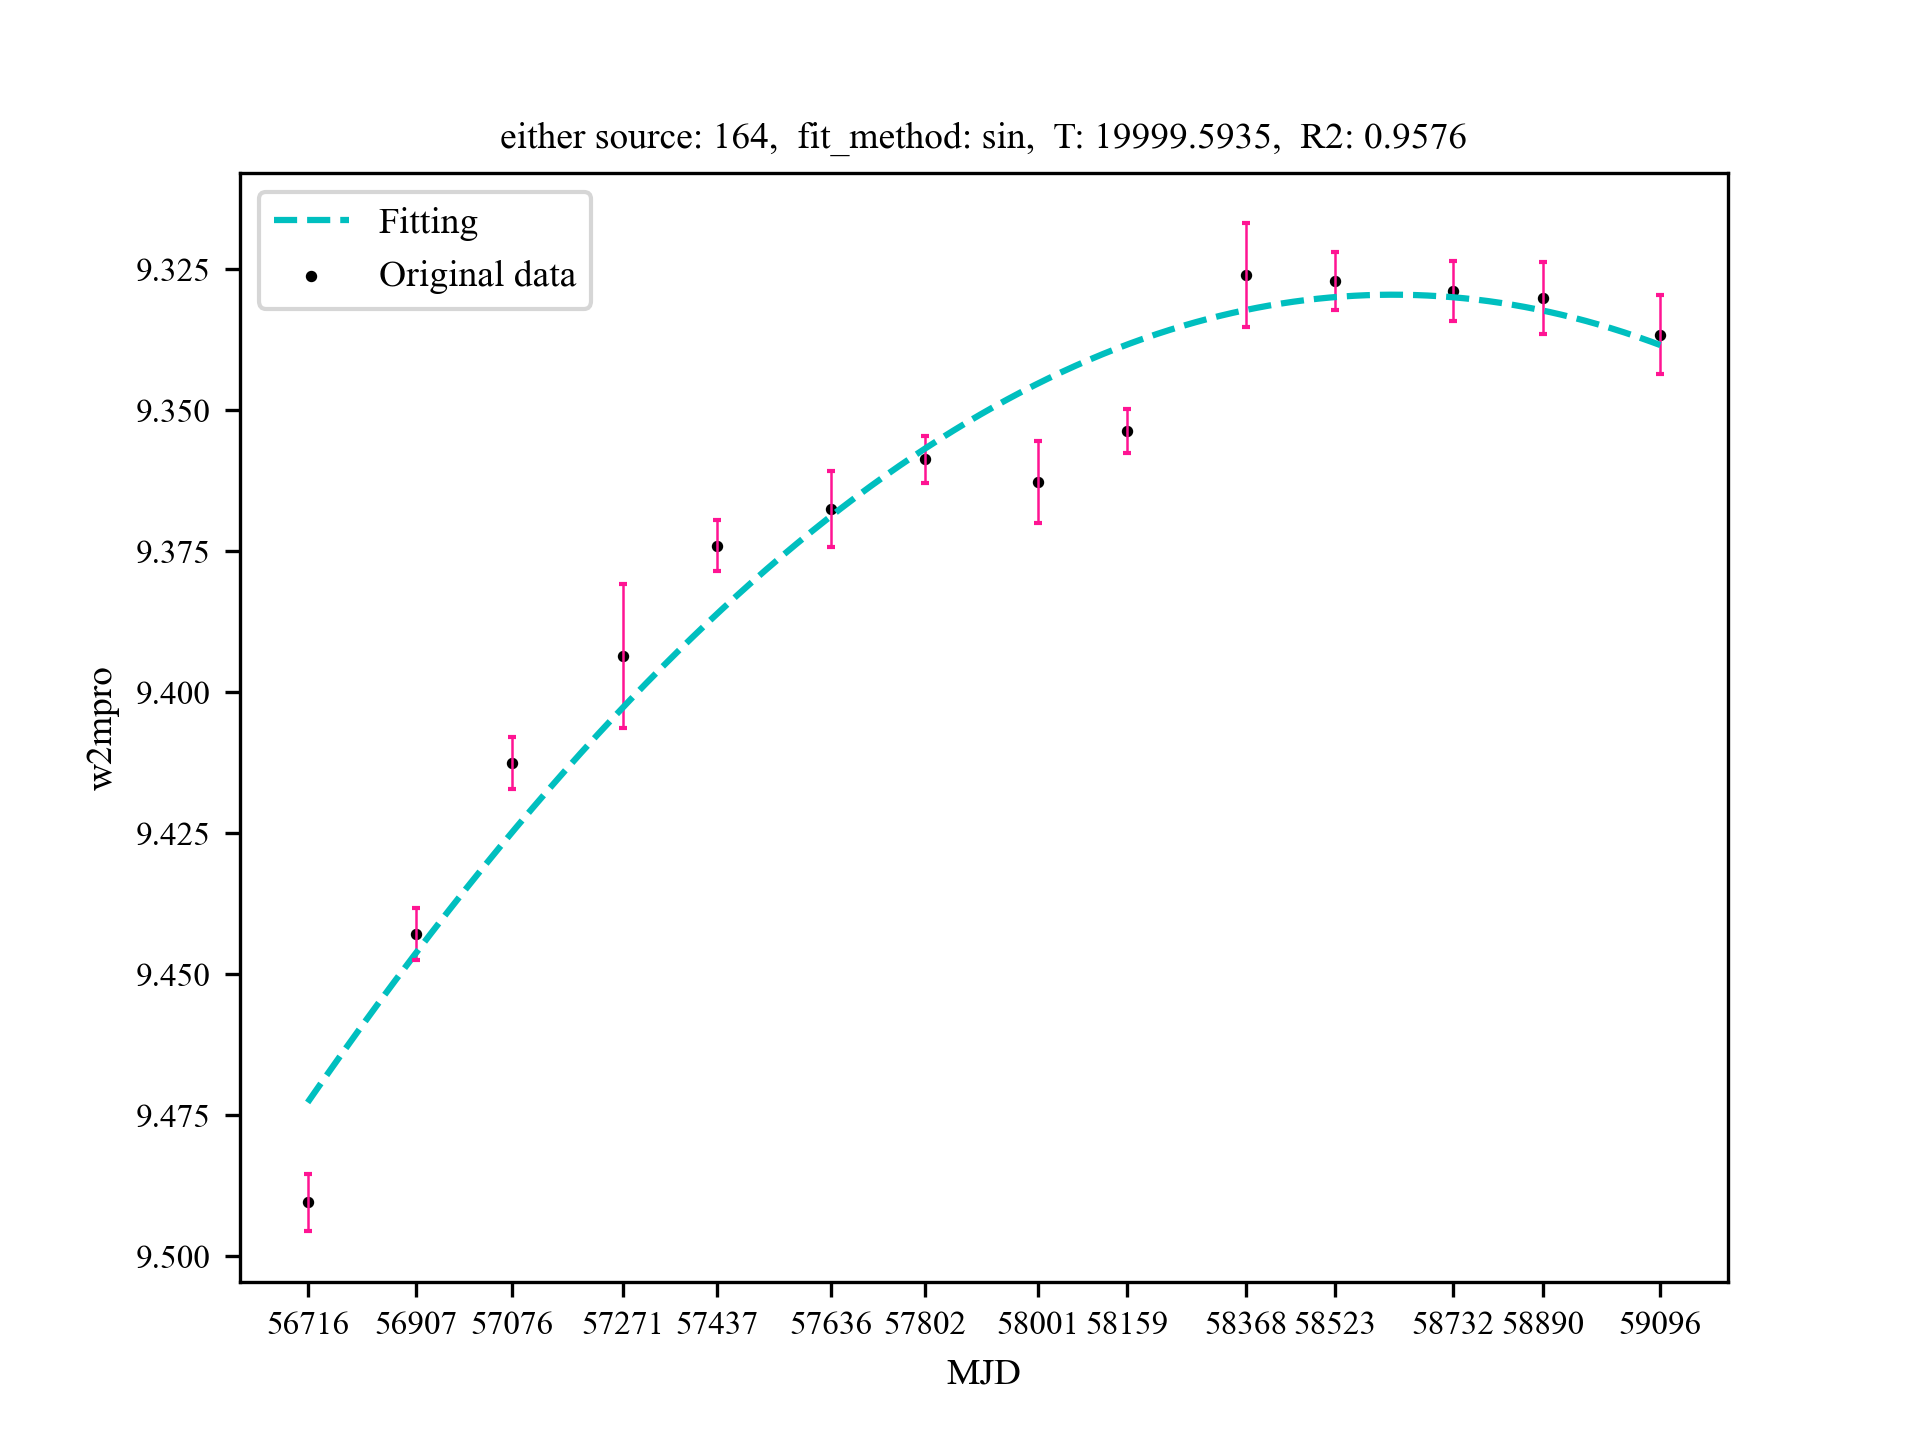 either source: 164,  fit_method: sin,  T: 19999.5935,  R2: 0.9576
Fitting
Original data
9.325
9.350
9.375
9.400
9.425
9.450
9.475
9.500
w2mpro
56716 56907 57076 57271 57437 57636 57802 58001 58159 58368 58523 58732 58890 59096
MJD